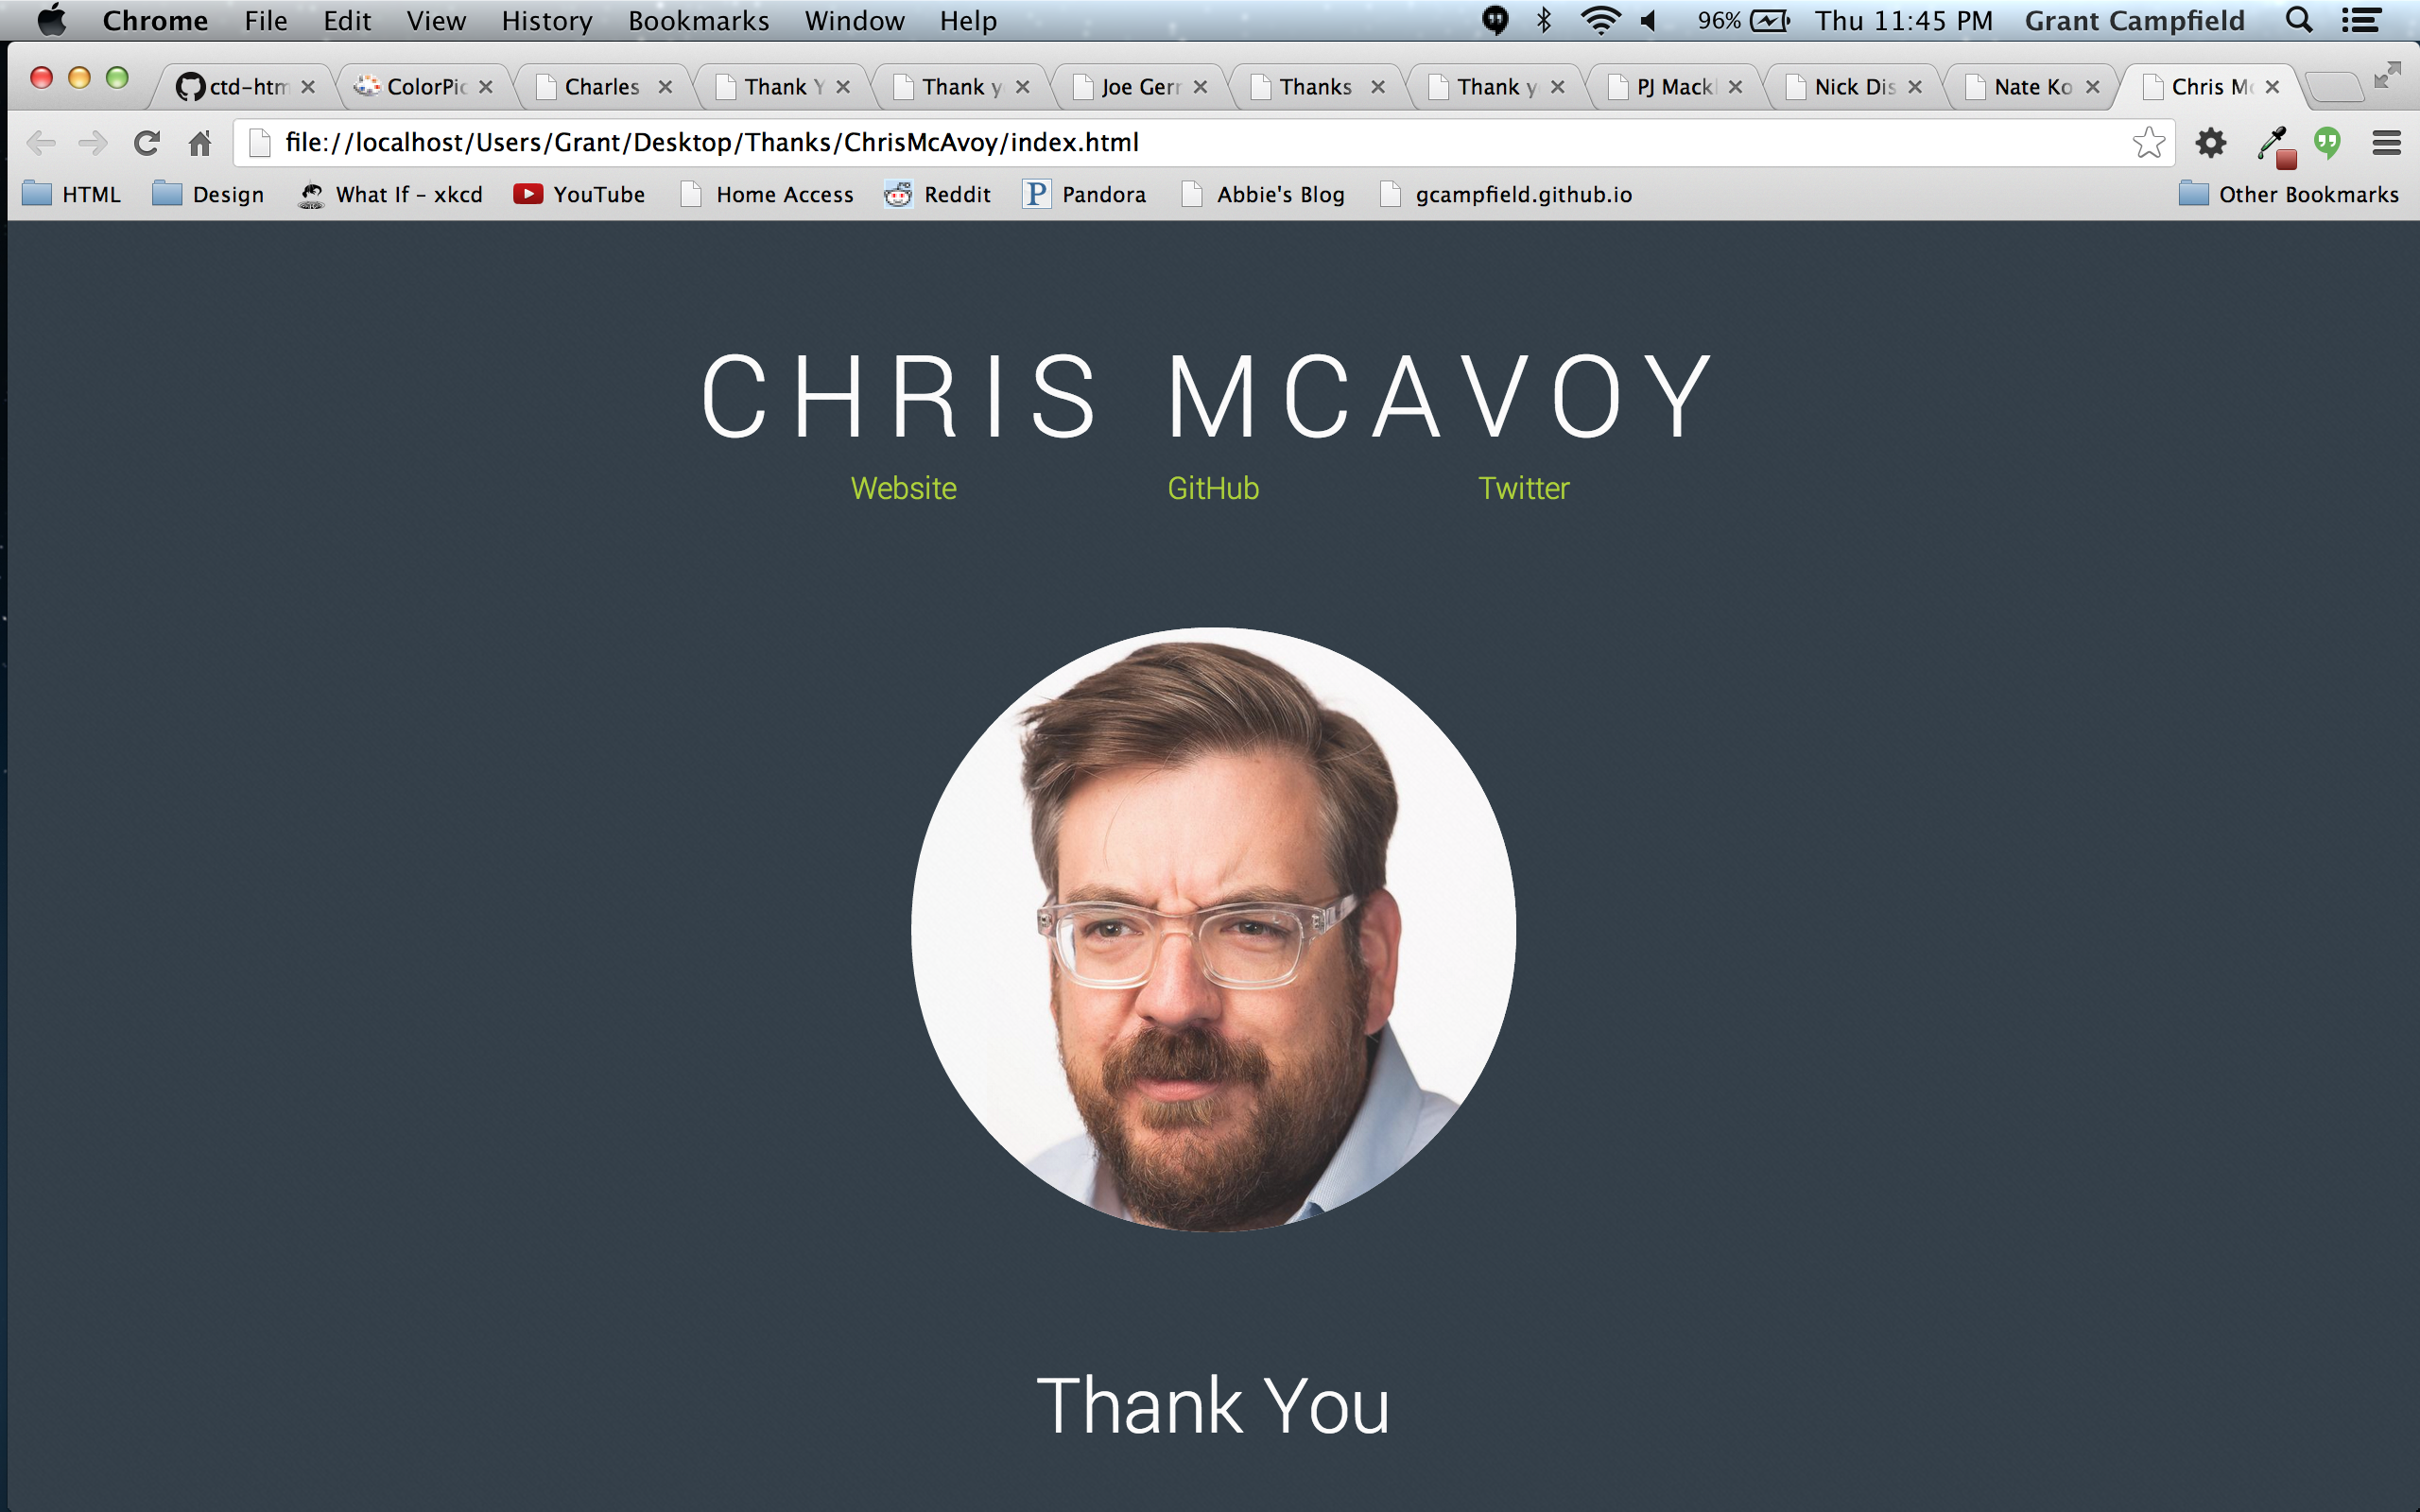 Chrome File Edit View History Bookmarks Window Help 96% Thu 11:45 PM Grant Campfield
ctd-htm ColorPic Charles Thank Y Thank y Joe Gerr Thanks Thank y PJ Mack Nick Dis Nate Ko Chris Mc
file://localhost/Users/Grant/Desktop/Thanks/ChrisMcAvoy/index.html
HTML Design What If - xkcd YouTube Home Access Reddit P Pandora Abbie's Blog gcampfield.github.io Other Bookmarks
CHRIS MCAVOY
Website GitHub Twitter
Thank You